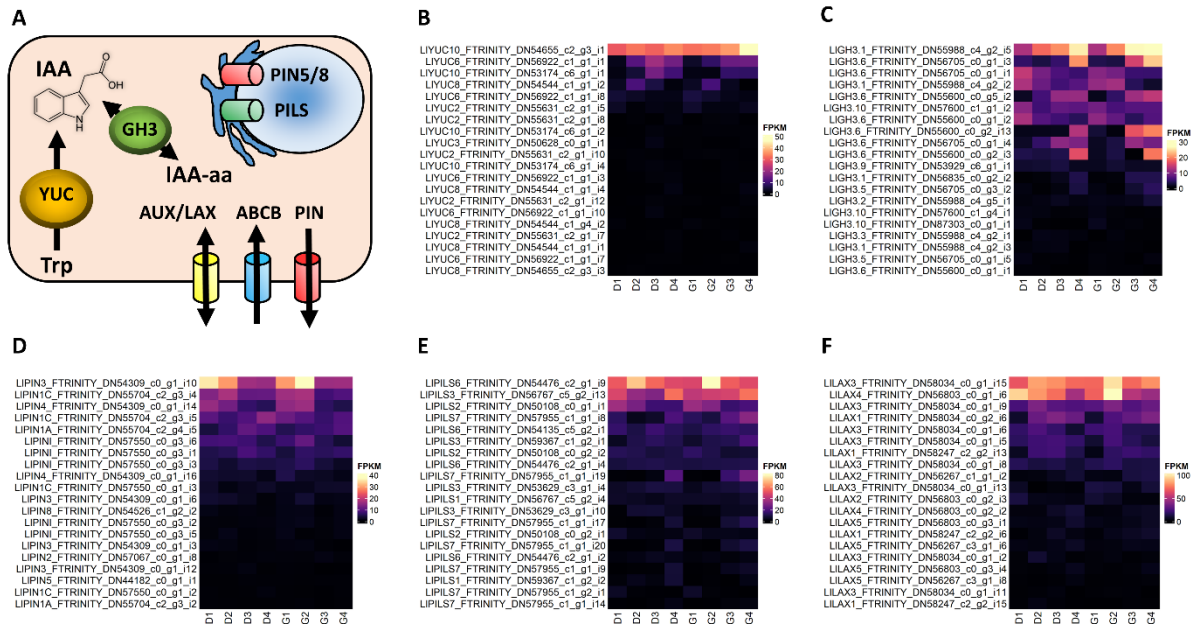 A
IAA
OH
O
N
H
GH3
IAA-aa
YUC
Trp
PIN5/8
PILS
AUX/LAX ABCB PIN
B
LIYUC10_FTRINITY_DN54655_c2_g3_i1
LIYUC6_FTRINITY_DN56922_c1_g1_i1
LIYUC10_FTRINITY_DN53174_c6_g1_i1
LIYUC8_FTRINITY_DN54544_c1_g1_i2
LIYUC6_FTRINITY_DN56922_c1_g1_i8
LIYUC2_FTRINITY_DN55631_c2_g1_i5
LIYUC2_FTRINITY_DN55631_c2_g1_i8
LIYUC10_FTRINITY_DN53174_c6_g1_i2
LIYUC3_FTRINITY_DN50628_c0_g1_i1
LIYUC2_FTRINITY_DN55631_c2_g1_i10
LIYUC10_FTRINITY_DN53174_c6_g1_i4
LIYUC6_FTRINITY_DN56922_c1_g1_i3
LIYUC8_FTRINITY_DN54544_c1_g1_i4
LIYUC2_FTRINITY_DN55631_c2_g1_i12
LIYUC6_FTRINITY_DN56922_c1_g1_i10
LIYUC8_FTRINITY_DN54544_c1_g4_i2
LIYUC2_FTRINITY_DN55631_c2_g1_i7
LIYUC8_FTRINITY_DN54544_c1_g1_i1
LIYUC6_FTRINITY_DN56922_c1_g1_i7
LIYUC8_FTRINITY_DN54655_c2_g3_i3
D1 D2 D3 D4 G1 G2 G3 G4
FPKM
50
40
30
20
10
0
C
LIGH3.1_FTRINITY_DN55988_c4_g2_i5
LIGH3.6_FTRINITY_DN56705_c0_g1_i3
LIGH3.6_FTRINITY_DN56705_c0_g1_i1
LIGH3.1_FTRINITY_DN55988_c4_g2_i2
LIGH3.6_FTRINITY_DN55600_c0_g5_i2
LIGH3.10_FTRINITY_DN57600_c1_g1_i2
LIGH3.6_FTRINITY_DN55600_c0_g1_i2
LIGH3.6_FTRINITY_DN55600_c0_g2_i13
LIGH3.6_FTRINITY_DN56705_c0_g1_i4
LIGH3.6_FTRINITY_DN55600_c0_g2_i3
LIGH3.9_FTRINITY_DN53929_c6_g1_i1
LIGH3.1_FTRINITY_DN56835_c2_g1_i2
LIGH3.6_FTRINITY_DN56705_c0_g3_i2
LIGH3.2_FTRINITY_DN55988_c4_g5_i1
LIGH3.10_FTRINITY_DN57600_c1_g1_i4
LIGH3.10_FTRINITY_DN87303_c0_g1_i1
LIGH3.3_FTRINITY_DN55988_c4_g2_i1
LIGH3.1_FTRINITY_DN55988_c4_g2_i3
LIGH3.6_FTRINITY_DN56705_c0_g1_i5
LIGH3.6_FTRINITY_DN55600_c0_g1_i1
D1 D2 D3 D4 G1 G2 G3 G4
FPKM
30
20
10
0
D
LIPIN3_FTRINITY_DN54309_c0_g1_i10
LIPIN1C_FTRINITY_DN55704_c2_g3_i4
LIPIN4_FTRINITY_DN54309_c0_g1_i14
LIPIN1C_FTRINITY_DN55704_c2_g3_i5
LIPIN1A_FTRINITY_DN55704_c2_g4_i5
LIPINI_FTRINITY_DN57550_c0_g3_i6
LIPINI_FTRINITY_DN57550_c0_g3_i1
LIPINI_FTRINITY_DN57550_c0_g3_i3
LIPIN4_FTRINITY_DN54309_c0_g1_i16
LIPIN1C_FTRINITY_DN57550_c0_g1_i3
LIPIN3_FTRINITY_DN54309_c0_g1_i6
LIPIN8_FTRINITY_DN54526_c1_g2_i2
LIPINI_FTRINITY_DN57550_c0_g3_i2
LIPINI_FTRINITY_DN57550_c0_g3_i5
LIPIN3_FTRINITY_DN54309_c0_g1_i3
LIPIN2_FTRINITY_DN57067_c0_g1_i8
LIPIN3_FTRINITY_DN54309_c0_g1_i12
LIPIN5_FTRINITY_DN44182_c0_g1_i1
LIPIN1C_FTRINITY_DN57550_c0_g1_i2
LIPIN1A_FTRINITY_DN55704_c2_g3_i2
D1 D2 D3 D4 G1 G2 G3 G4
FPKM
40
30
20
10
0
E
LIPILS6_FTRINITY_DN54476_c2_g1_i9
LIPILS3_FTRINITY_DN56767_c5_g2_i13
LIPILS2_FTRINITY_DN50108_c0_g1_i1
LIPILS7_FTRINITY_DN57955_c1_g1_i8
LIPILS6_FTRINITY_DN54135_c5_g2_i1
LIPILS3_FTRINITY_DN59367_c1_g2_i1
LIPILS2_FTRINITY_DN50108_c0_g2_i2
LIPILS6_FTRINITY_DN54476_c2_g1_i4
LIPILS7_FTRINITY_DN57955_c1_g1_i19
LIPILS3_FTRINITY_DN53629_c3_g1_i4
LIPILS1_FTRINITY_DN56767_c5_g2_i4
LIPILS3_FTRINITY_DN53629_c3_g1_i10
LIPILS7_FTRINITY_DN57955_c1_g1_i17
LIPILS2_FTRINITY_DN50108_c0_g2_i1
LIPILS7_FTRINITY_DN57955_c1_g1_i20
LIPILS6_FTRINITY_DN54476_c2_g1_i2
LIPILS7_FTRINITY_DN57955_c1_g1_i9
LIPILS1_FTRINITY_DN59367_c1_g2_i2
LIPILS7_FTRINITY_DN57955_c1_g2_i1
LIPILS7_FTRINITY_DN57955_c1_g1_i14
D1 D2 D3 D4 G1 G2 G3 G4
FPKM
80
60
40
20
0
F
LILAX3_FTRINITY_DN58034_c0_g1_i15
LILAX4_FTRINITY_DN56803_c0_g1_i6
LILAX3_FTRINITY_DN58034_c0_g1_i9
LILAX1_FTRINITY_DN58034_c0_g2_i6
LILAX3_FTRINITY_DN58034_c0_g1_i6
LILAX3_FTRINITY_DN58034_c0_g1_i5
LILAX1_FTRINITY_DN58247_c2_g2_i13
LILAX3_FTRINITY_DN58034_c0_g1_i8
LILAX2_FTRINITY_DN56267_c1_g1_i2
LILAX3_FTRINITY_DN58034_c0_g1_i13
LILAX2_FTRINITY_DN56803_c0_g2_i3
LILAX4_FTRINITY_DN56803_c0_g1_i2
LILAX5_FTRINITY_DN56803_c0_g3_i1
LILAX1_FTRINITY_DN58247_c2_g2_i6
LILAX5_FTRINITY_DN56267_c3_g1_i6
LILAX3_FTRINITY_DN58034_c0_g1_i2
LILAX5_FTRINITY_DN56803_c0_g3_i4
LILAX5_FTRINITY_DN56267_c3_g1_i8
LILAX3_FTRINITY_DN58034_c0_g1_i11
LILAX1_FTRINITY_DN58247_c2_g2_i15
D1 D2 D3 D4 G1 G2 G3 G4
FPKM
100
50
0